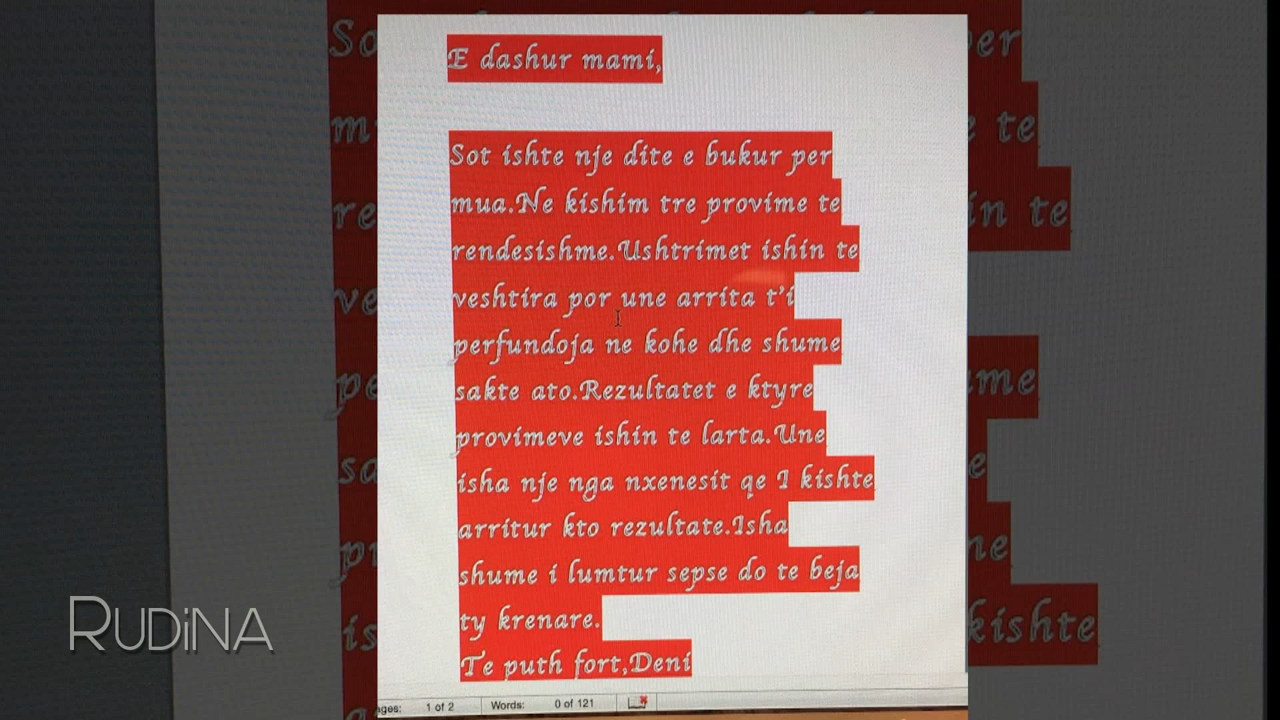 E dashur mami,
Sot ishte nje dite e bukur per
mua.Ne kishim tre provime te
rendesishme.Ushtrimet ishin te
veshtira por une arrita t'i
perfundoja ne kohe dhe shume
sakte ato.Rezultatet e ktyre
provimeve ishin te larta.Une
isha nje nga nxenesit qe I kishte
arritur kto rezultate.Isha
shume i lumtur sepse do te beja
ty krenare.
Te puth fort,Deni
ges: 1 of 2 Words: 0 of 121
RUDiNA